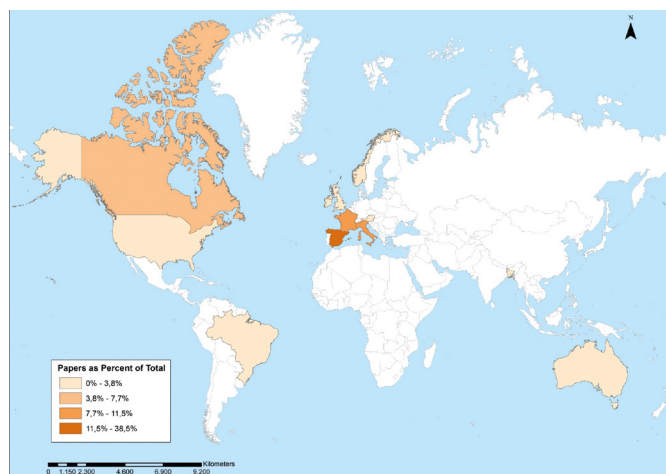 N
Papers as Percent of Total
0% - 3,8%
3,8% - 7,7%
7,7% - 11,5%
11,5% - 38,5%
Kilometers
0 1.150 2.300 4.600 6.900 9.200